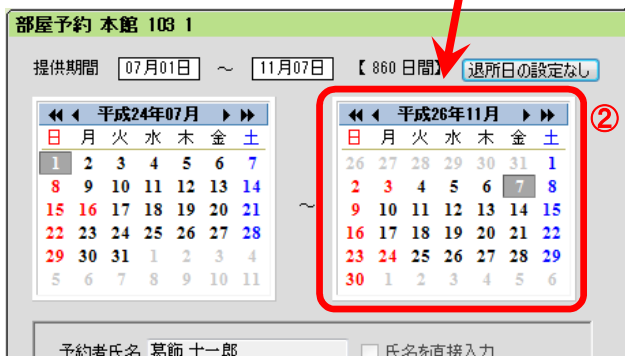 部屋予約 本館 103 1
提供期間 07月01日 ～ 11月07日 【 860 日間】 退所日の設定なし
平成24年07月
日 月 火 水 木 金 土
1 2 3 4 5 6 7
8 9 10 11 12 13 14
15 16 17 18 19 20 21
22 23 24 25 26 27 28
29 30 31 1 2 3 4
5 6 7 8 9 10 11
～
平成26年11月
日 月 火 水 木 金 土
26 27 28 29 30 31 1
2 3 4 5 6 7 8
9 10 11 12 13 14 15
16 17 18 19 20 21 22
23 24 25 26 27 28 29
30 1 2 3 4 5 6
②
予約者氏名 葛飾 十一郎 氏名を直接入力